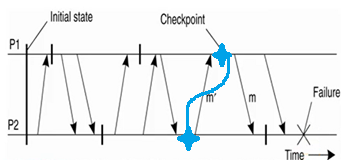 Initial state
Checkpoint
P1
m'
m
Failure
P2
Time